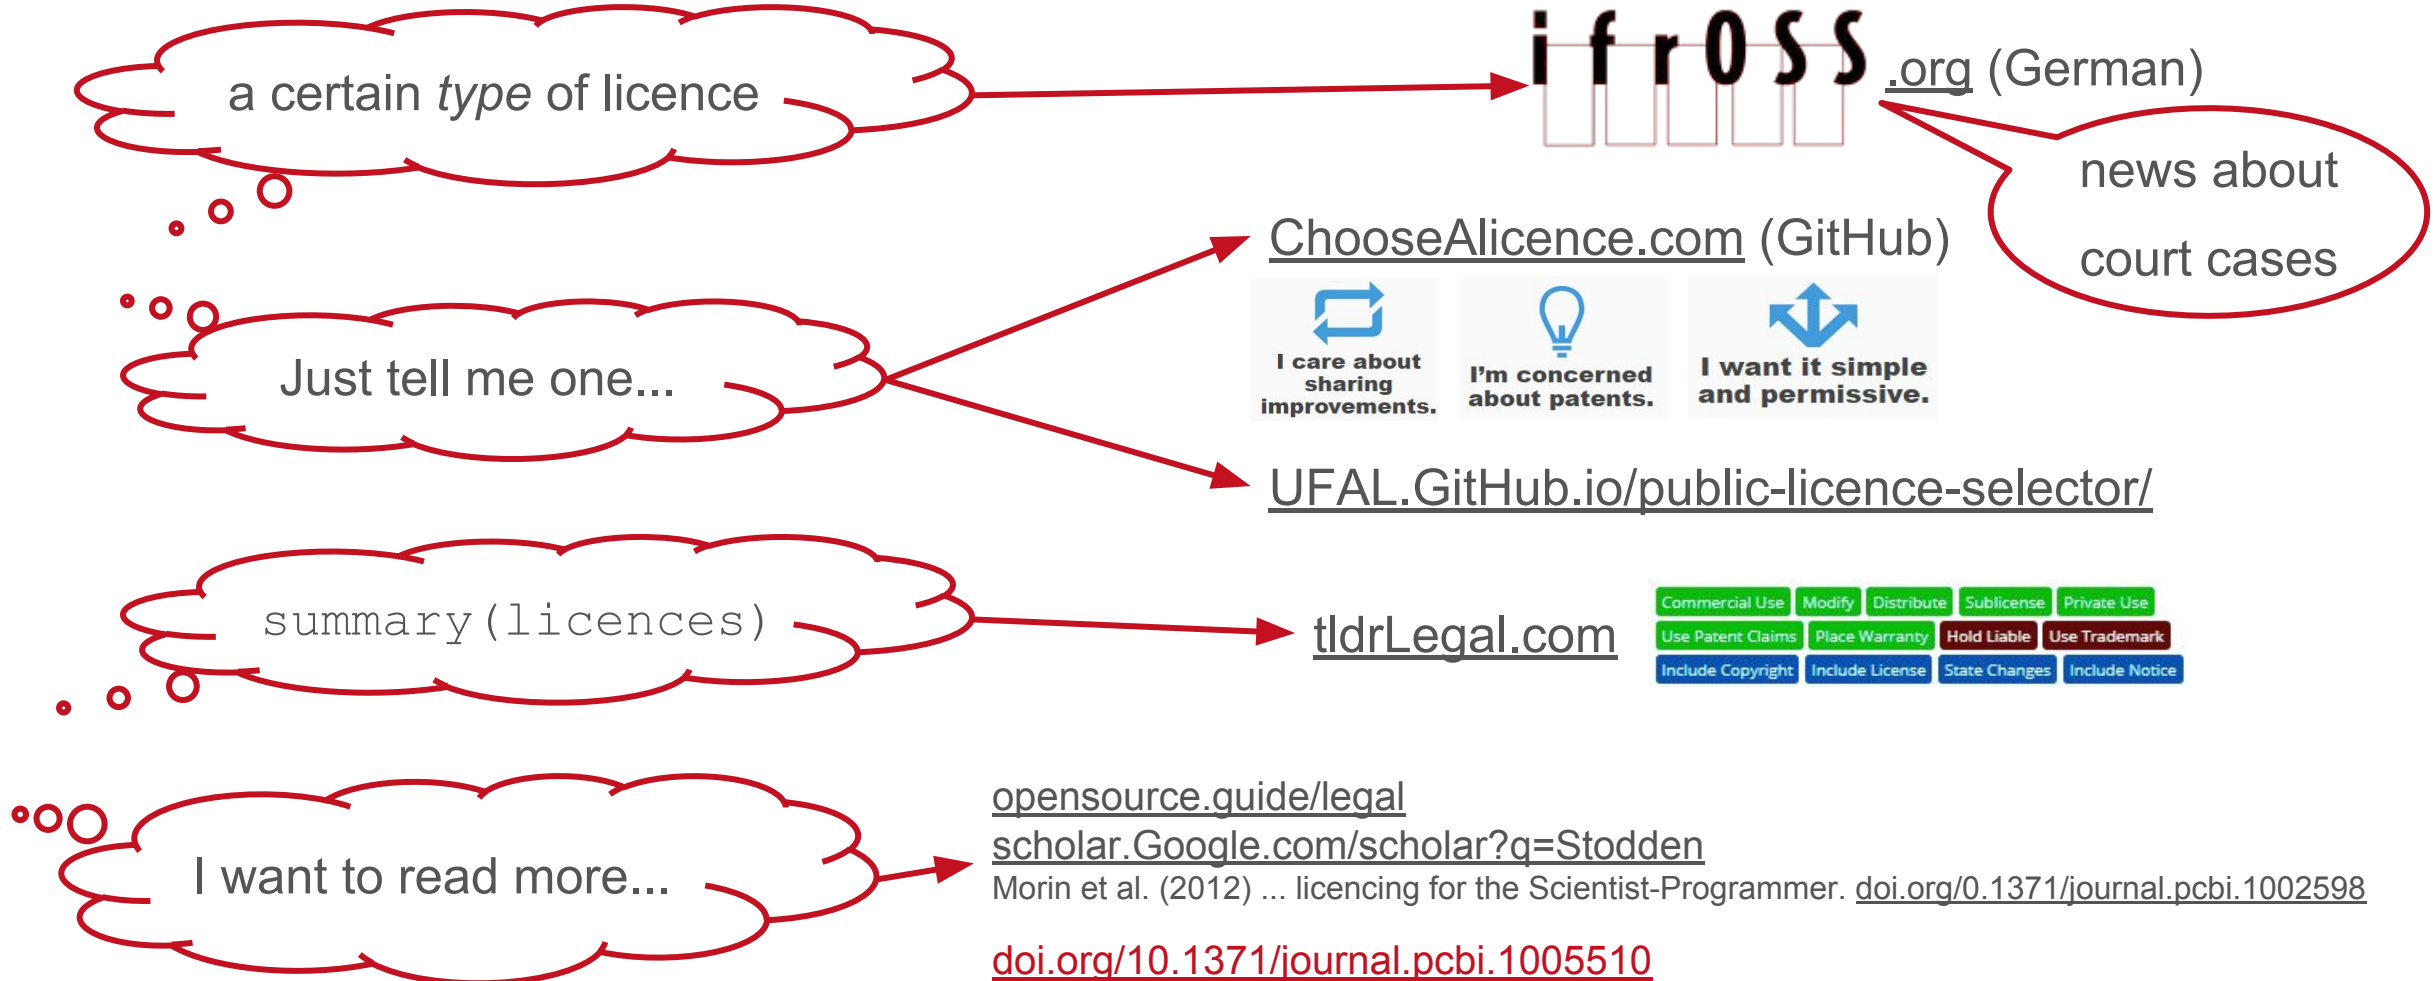 a certain type of licence
ifrOSS .org (German)
news about
court cases
Just tell me one...
ChooseAlicence.com (GitHub)
I care about
sharing
improvements.
I'm concerned
about patents.
I want it simple
and permissive.
UFAL.GitHub.io/public-licence-selector/
summary(licences)
tldrLegal.com
Commercial Use Modify Distribute Sublicense Private Use
Use Patent Claims Place Warranty Hold Liable Use Trademark
Include Copyright Include License State Changes Include Notice
I want to read more...
opensource.guide/legal
scholar.Google.com/scholar?q=Stodden
Morin et al. (2012) ... licencing for the Scientist-Programmer. doi.org/0.1371/journal.pcbi.1002598
doi.org/10.1371/journal.pcbi.1005510